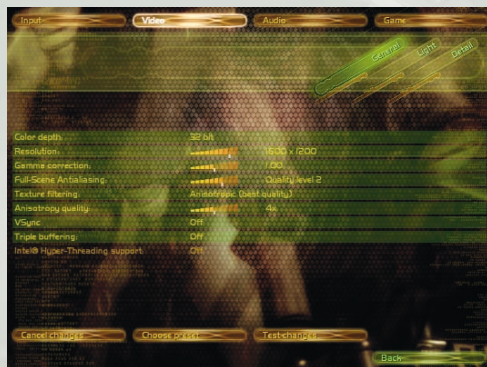 Input
Video
Audio
Game
General
Light
Detail
Color depth: 32 bit
Resolution: 1600 x 1200
Gamma correction: 1.00
Full-Scene Antialiasing: Quality level 2
Texture filtering: Anisotropic (best quality)
Anisotropy quality: 4x
VSync Off
Triple buffering: Off
Intel® Hyper-Threading support: Off
Cancel changes
Choose preset
Test changes
Back